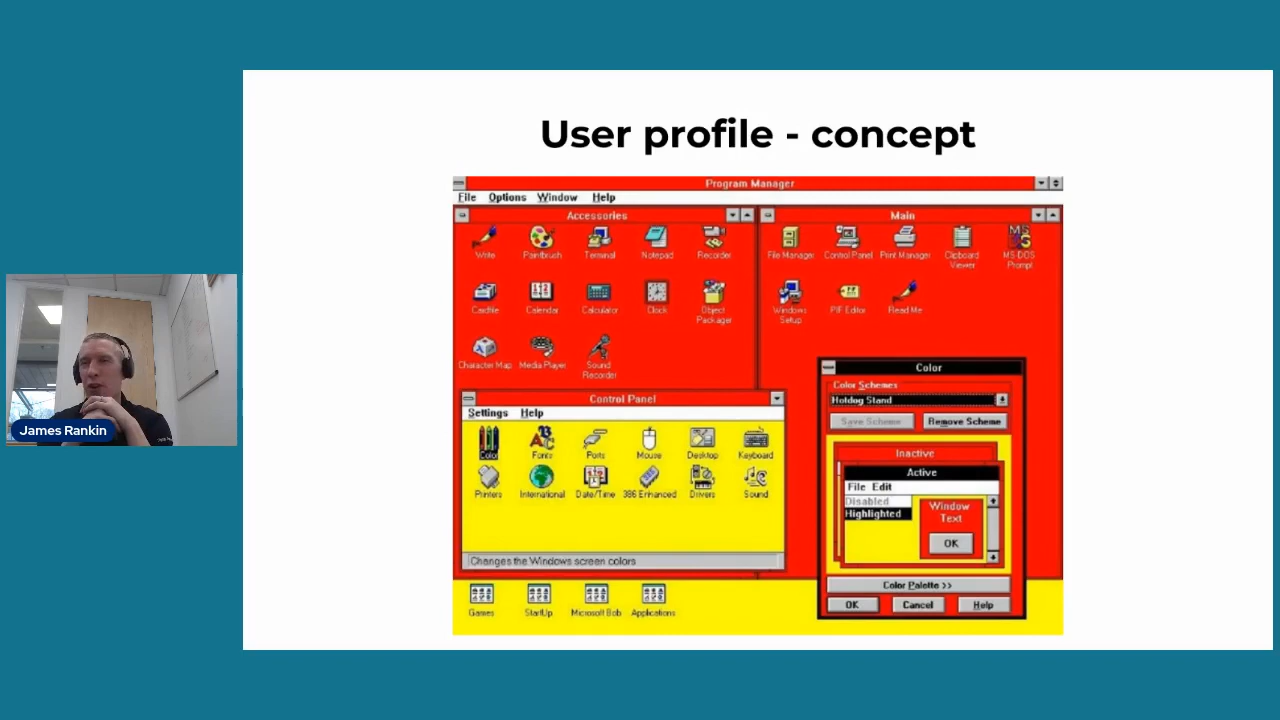 User profile - concept
Program Manager
File Options Window Help
Accessories
Main
Write
Paintbrush
Terminal
Notepad
Recorder
File Manager
Control Panel
Print Manager
Clipboard
Viewer
MS-DOS
Prompt
Cardfile
Calendar
Calculator
Clock
Object
Packager
Windows
Setup
PIF Editor
Read Me
Character Map
Media Player
Sound
Recorder
Color
Color Schemes
Hotdog Stand
Save Scheme
Remove Scheme
Control Panel
Settings Help
Color
Fonts
Ports
Mouse
Desktop
Keyboard
Printers
International
Date/Time
386 Enhanced
Drivers
Sound
Changes the Windows screen colors
Inactive
Active
File Edit
Disabled
Highlighted
Window
Text
OK
Color Palette >>
OK
Cancel
Help
Games
StartUp
Microsoft Bob
Applications
James Rankin